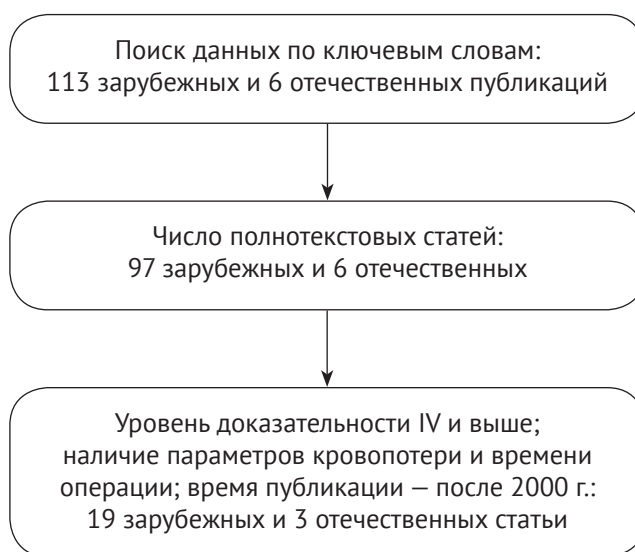 Поиск данных по ключевым словам:
113 зарубежных и 6 отечественных публикаций
Число полнотекстовых статей:
97 зарубежных и 6 отечественных
Уровень доказательности IV и выше;
наличие параметров кровопотери и времени
операции; время публикации — после 2000 г.:
19 зарубежных и 3 отечественных статьи